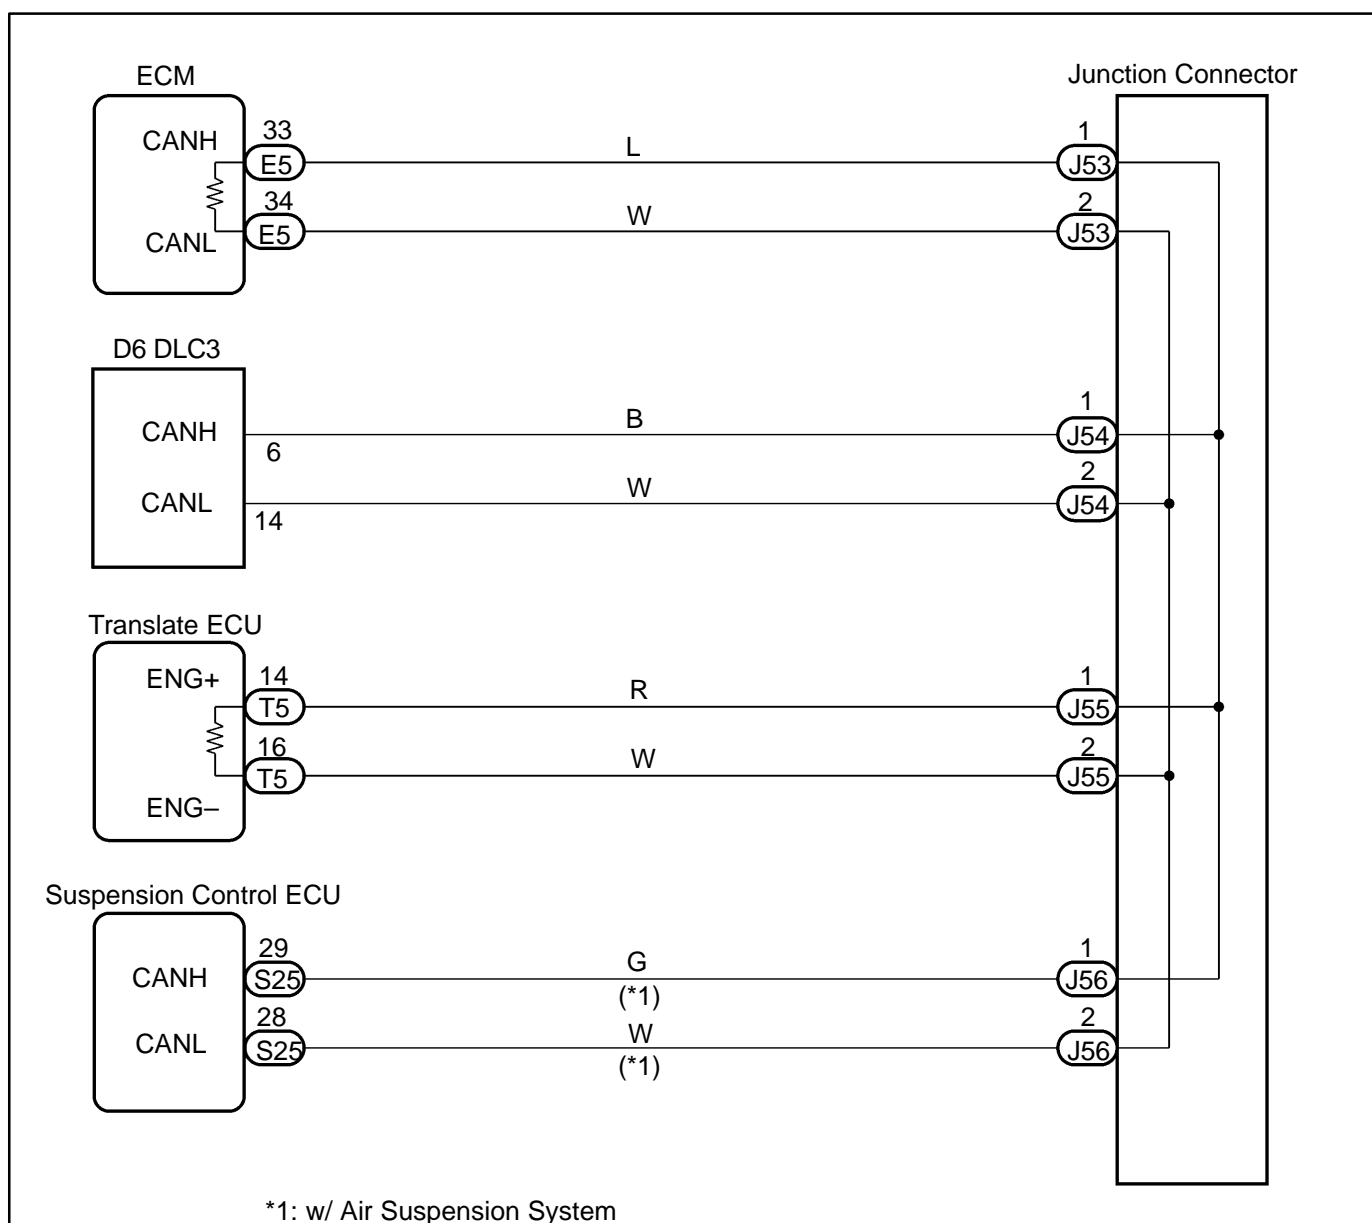 ECM
Junction Connector
CANH
33
E5
L
1
J53
34
E5
W
2
J53
CANL
D6 DLC3
CANH
6
B
1
J54
CANL
14
W
2
J54
Translate ECU
ENG+
14
T5
R
1
J55
16
T5
W
2
J55
ENG–
Suspension Control ECU
CANH
29
S25
G
(*1)
1
J56
CANL
28
S25
W
(*1)
2
J56
*1: w/ Air Suspension System